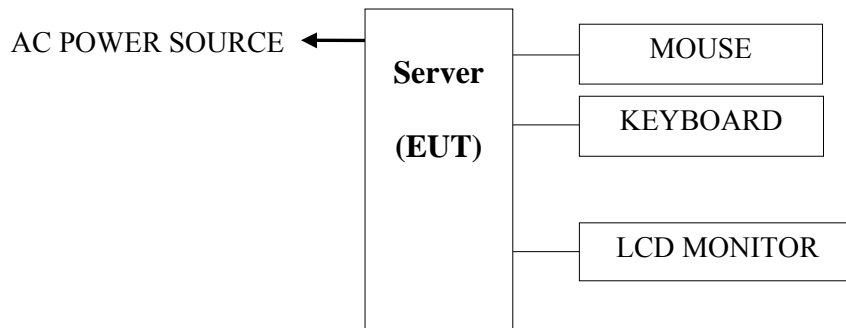 AC POWER SOURCE
Server
(EUT)
MOUSE
KEYBOARD
LCD MONITOR